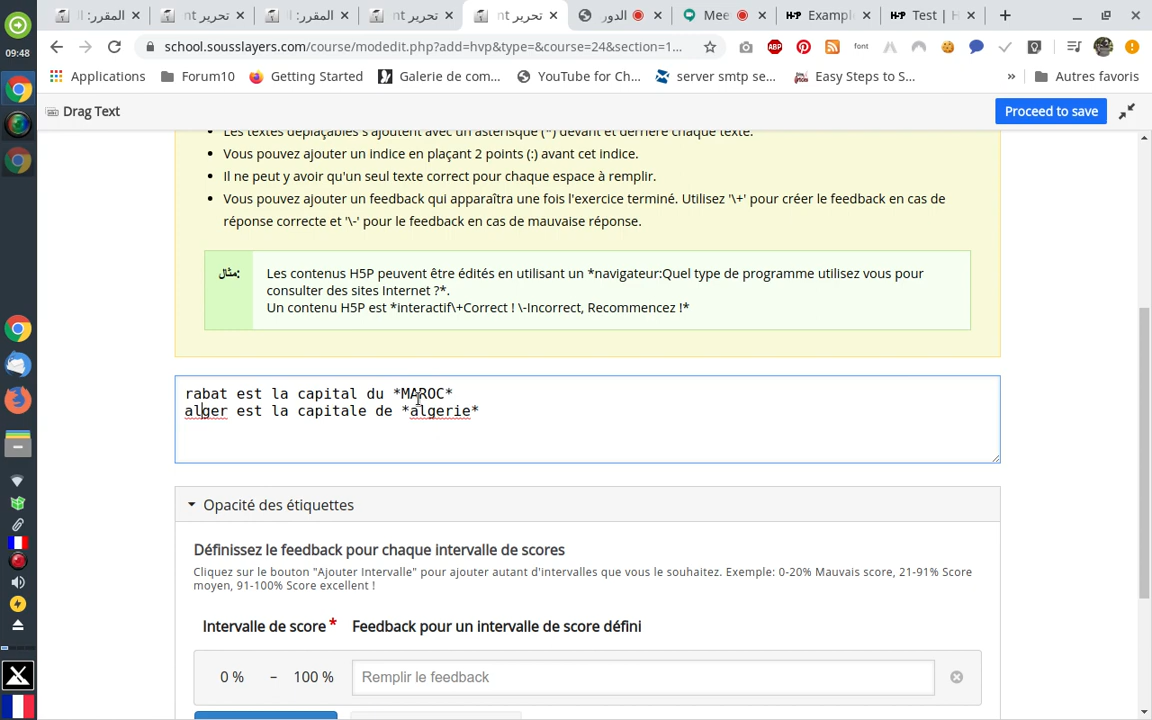 المقرر: ال
تحرير nt
المقرر: ال
تحرير nt
تحرير nt
الدور
Mee
Example
Test | H
09:48
school.sousslayers.com/course/modedit.php?add=hvp&type=&course=24&section=1...
ABP
font
Applications
Forum10
Getting Started
Galerie de com...
YouTube for Ch...
server smtp se...
Easy Steps to S...
»
Autres favoris
Drag Text
Proceed to save
Les textes déplaçables s'ajoutent avec un astérisque (*) devant et derrière chaque texte.
Vous pouvez ajouter un indice en plaçant 2 points (:) avant cet indice.
Il ne peut y avoir qu'un seul texte correct pour chaque espace à remplir.
Vous pouvez ajouter un feedback qui apparaîtra une fois l'exercice terminé. Utilisez '\+' pour créer le feedback en cas de
réponse correcte et '\-' pour le feedback en cas de mauvaise réponse.
مثال:
Les contenus H5P peuvent être édités en utilisant un *navigateur:Quel type de programme utilisez vous pour
consulter des sites Internet ?*.
Un contenu H5P est *interactif\+Correct ! \-Incorrect, Recommencez !*
rabat est la capital du *MAROC*
alger est la capitale de *algerie*
Opacité des étiquettes
Définissez le feedback pour chaque intervalle de scores
Cliquez sur le bouton "Ajouter Intervalle" pour ajouter autant d'intervalles que vous le souhaitez. Exemple: 0-20% Mauvais score, 21-91% Score
moyen, 91-100% Score excellent !
Intervalle de score * Feedback pour un intervalle de score défini
0 % – 100 % Remplir le feedback